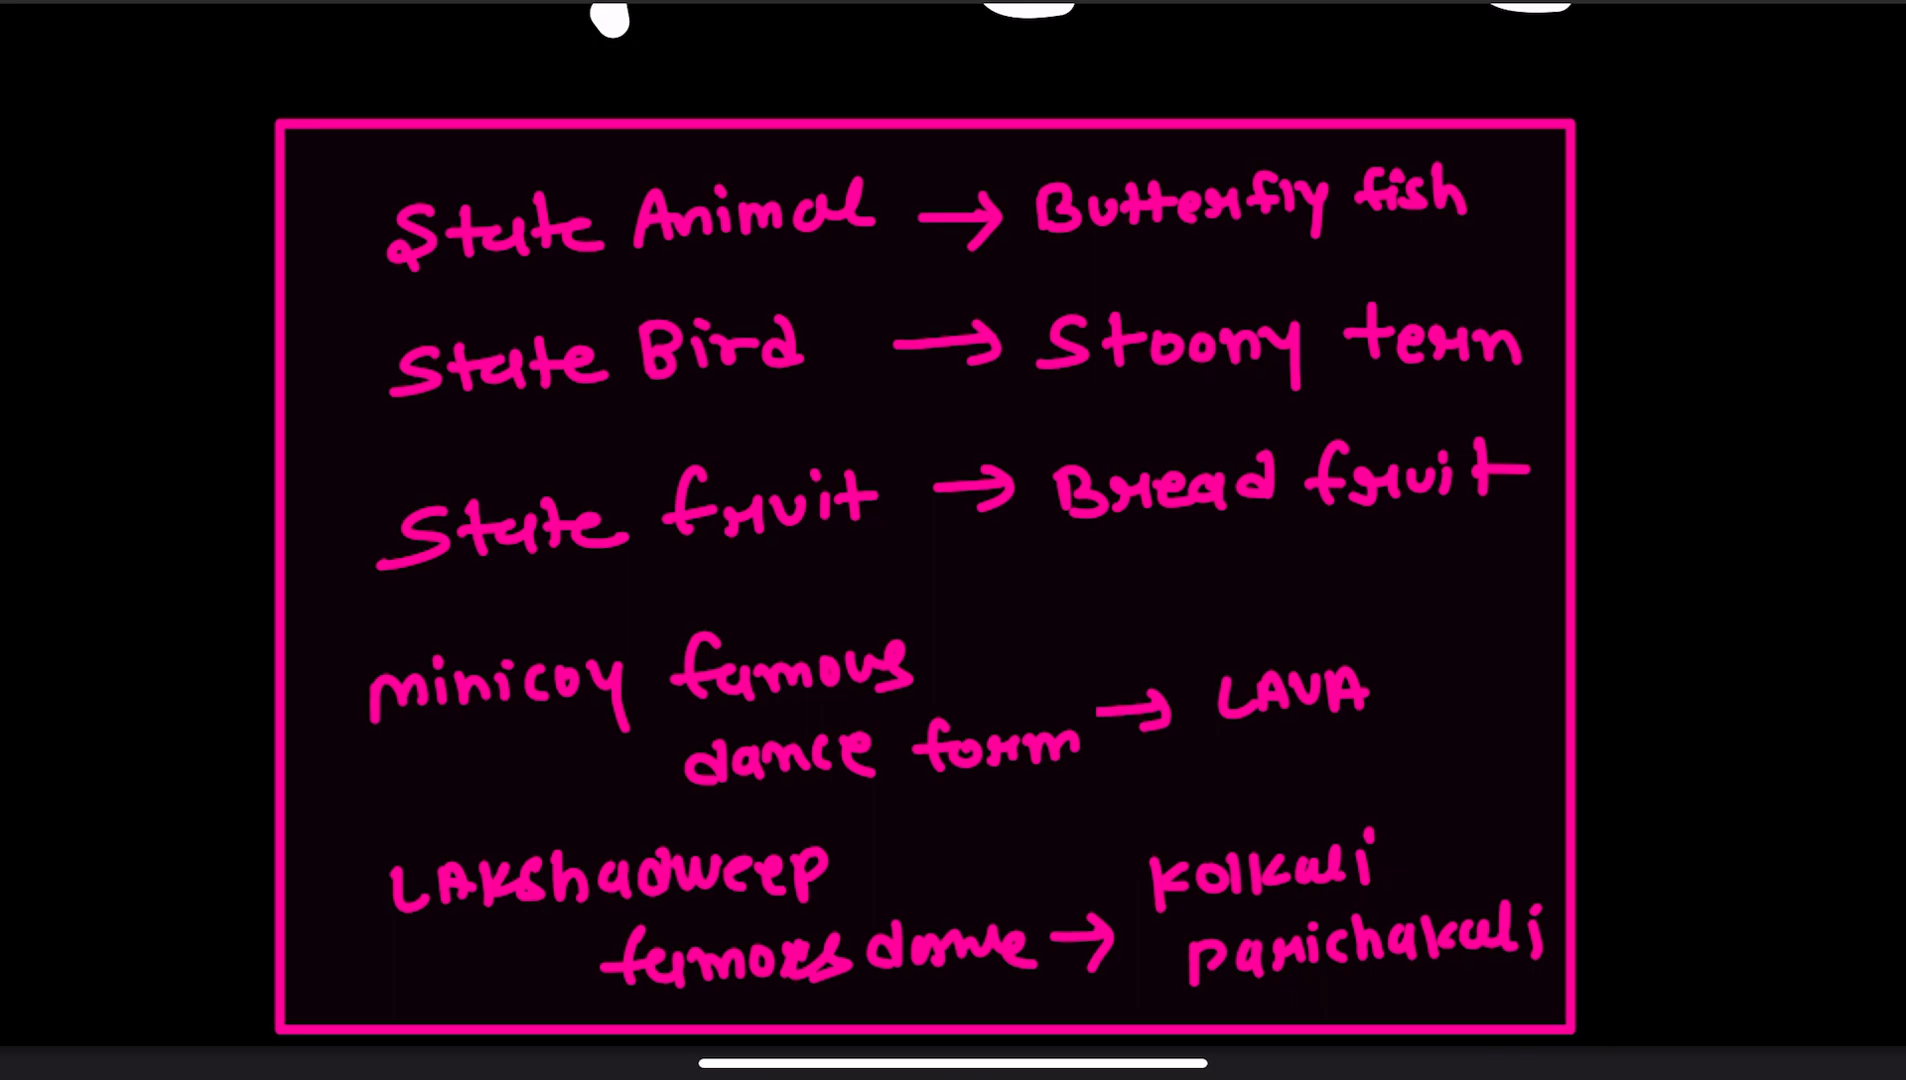 State Animal → Butterfly fish
State Bird → Stoony tern
State fruit → Bread fruit
minicoy famous
dance form → LAVA
LAKShadweep
famous dance → Kolkali
parichakali